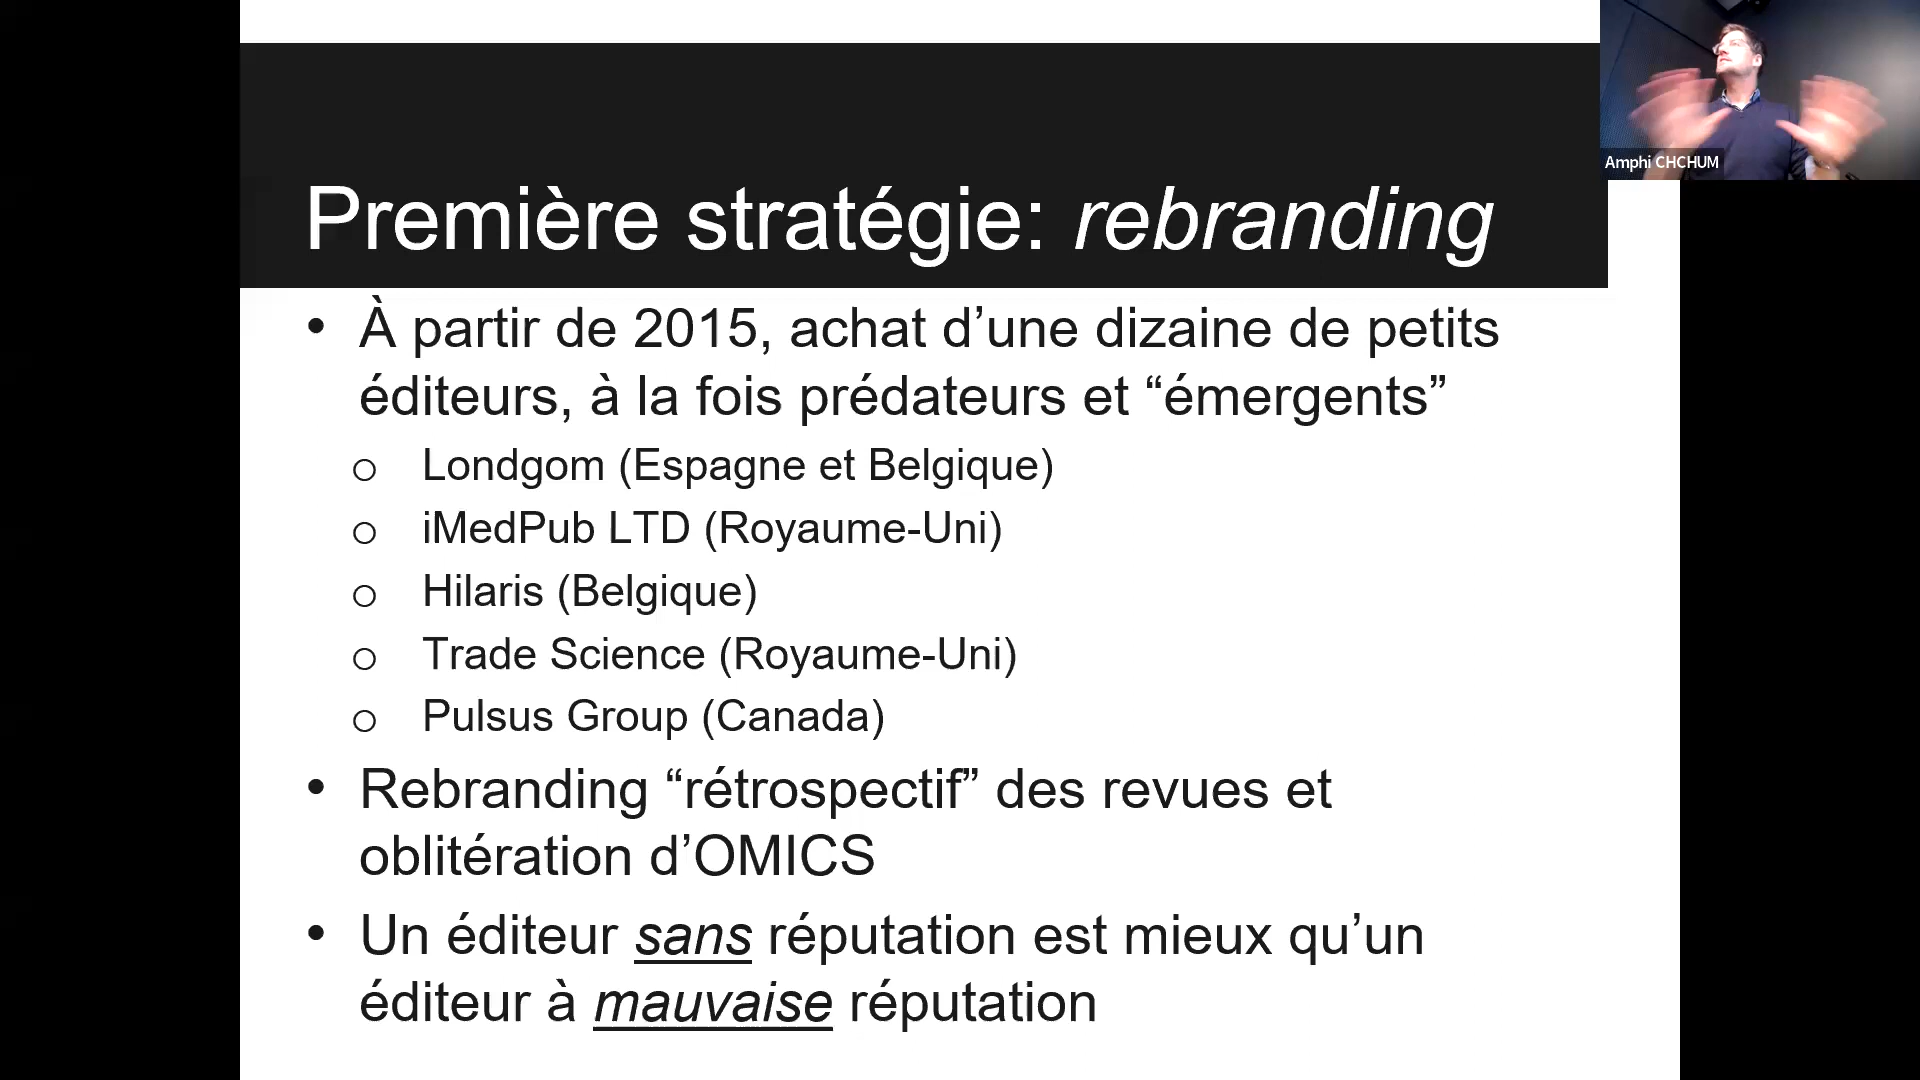 Première stratégie: rebranding
Amphi CHCHUM
• À partir de 2015, achat d’une dizaine de petits
éditeurs, à la fois prédateurs et “émergents”
o Londgom (Espagne et Belgique)
o iMedPub LTD (Royaume-Uni)
o Hilaris (Belgique)
o Trade Science (Royaume-Uni)
o Pulsus Group (Canada)
• Rebranding “rétrospectif” des revues et
oblitération d’OMICS
• Un éditeur sans réputation est mieux qu’un
éditeur à mauvaise réputation